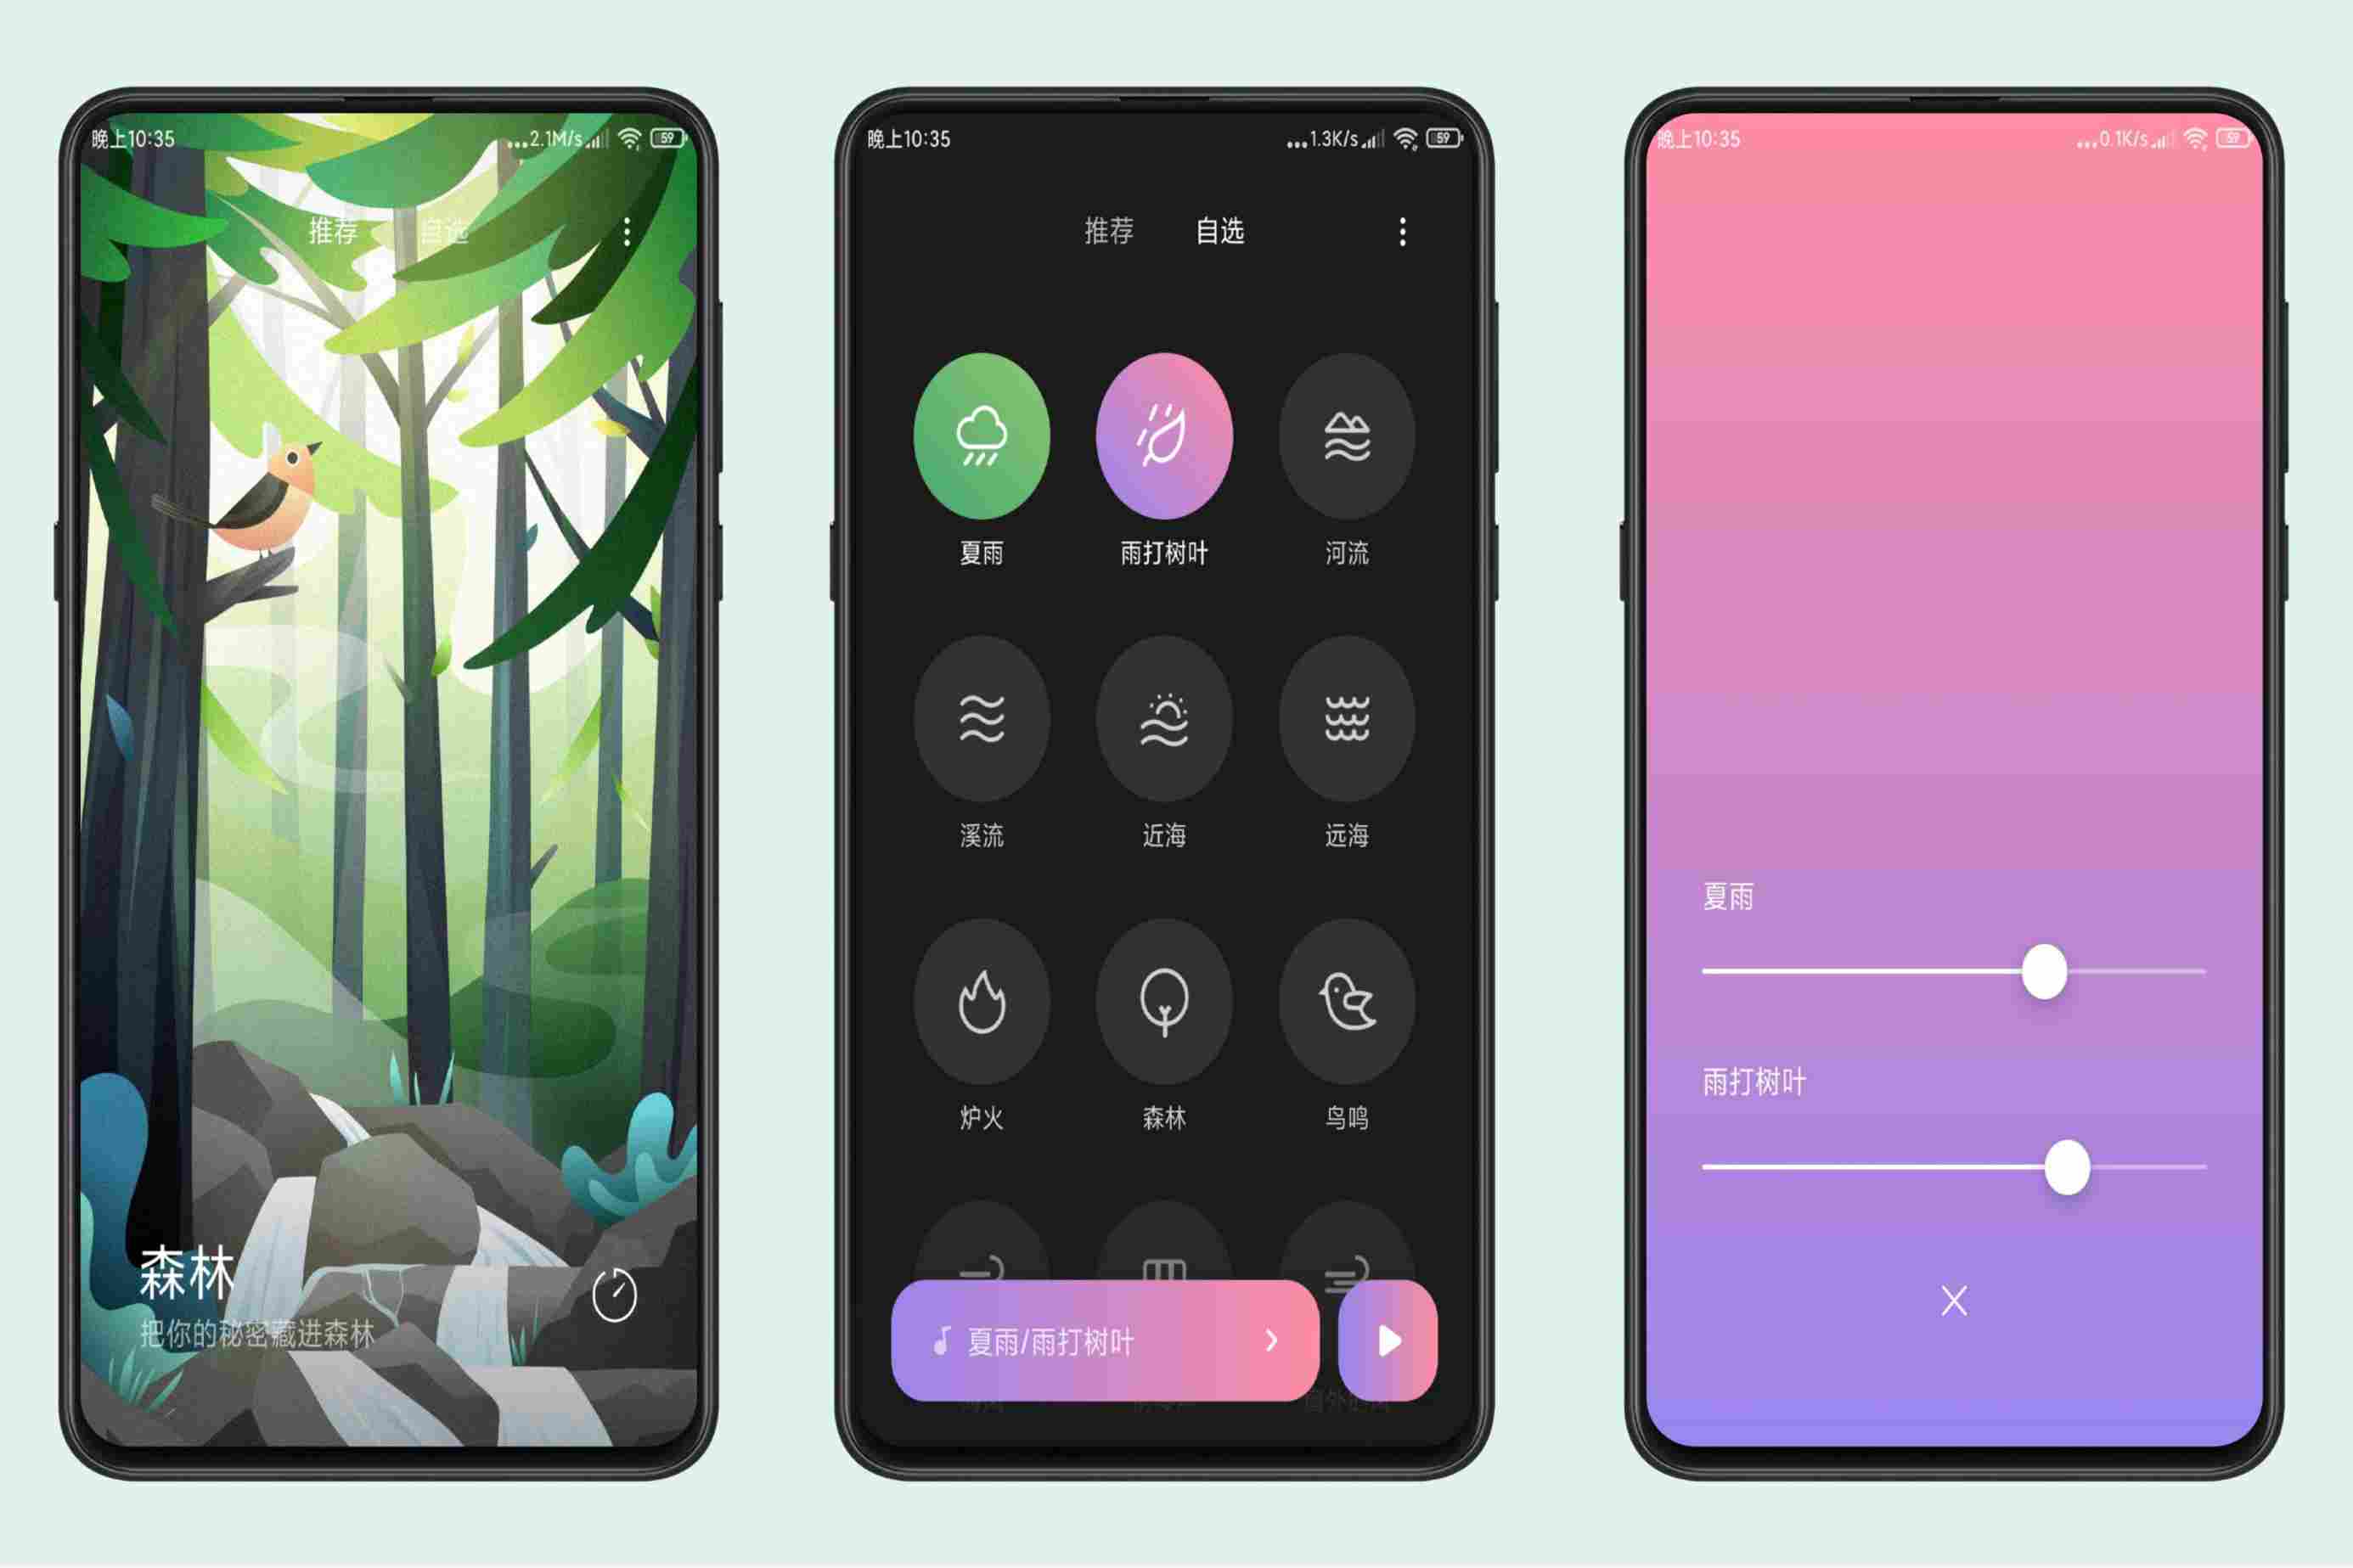 晚上10:35
...2.1M/s
59
推荐 自选
森林
把你的秘密藏进森林
晚上10:35
...1.3K/s
59
推荐 自选
夏雨 雨打树叶 河流
溪流 近海 远海
炉火 森林 鸟鸣
夏雨/雨打树叶
晚上10:35
...0.1K/s
59
夏雨
雨打树叶